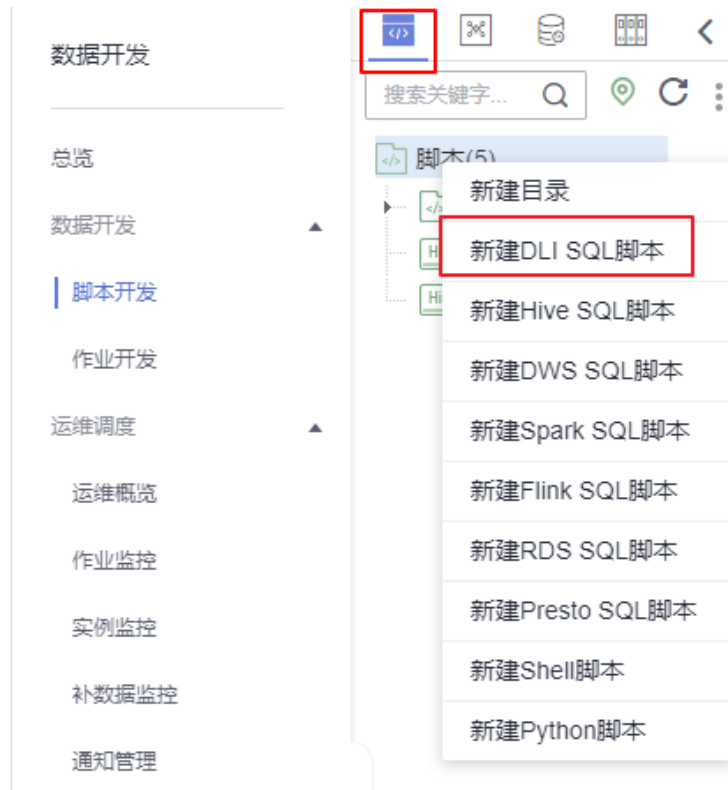 数据开发
总览
数据开发
脚本开发
作业开发
运维调度
运维概览
作业监控
实例监控
补数据监控
通知管理
搜索关键字...
脚本(5)
新建目录
新建DLI SQL脚本
新建Hive SQL脚本
新建DWS SQL脚本
新建Spark SQL脚本
新建Flink SQL脚本
新建RDS SQL脚本
新建Presto SQL脚本
新建Shell脚本
新建Python脚本